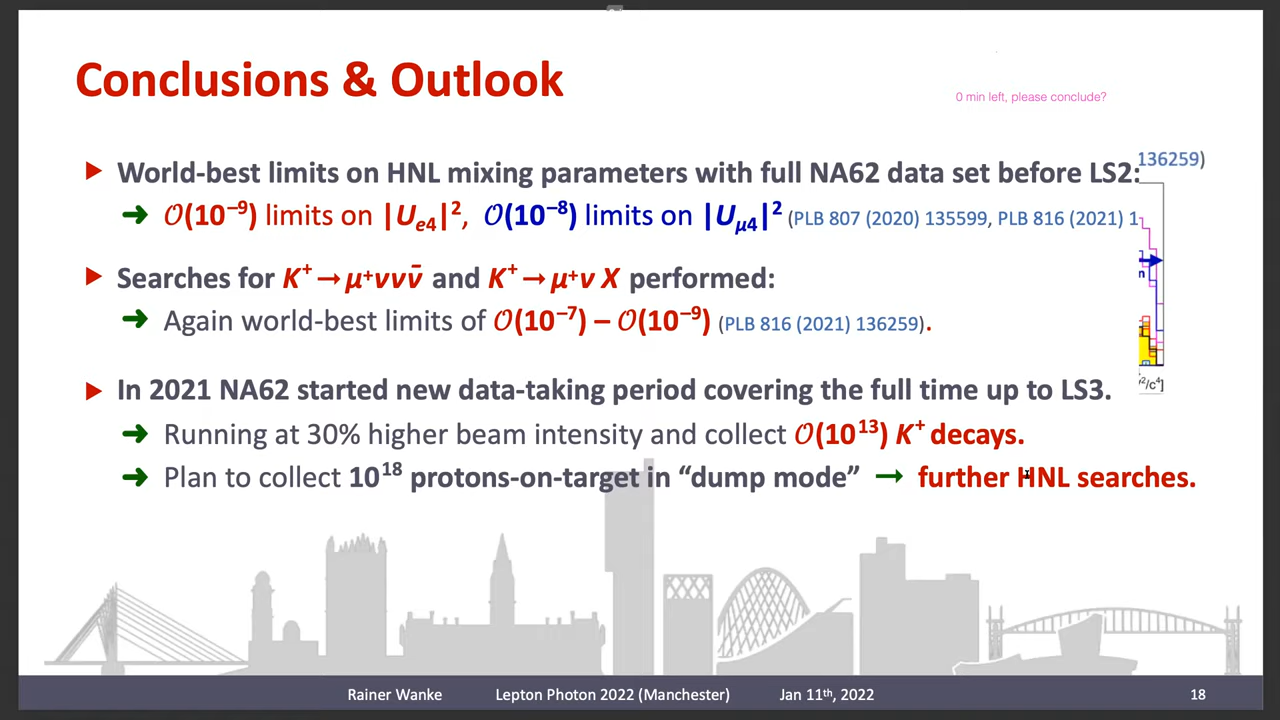 Conclusions & Outlook
0 min left, please conclude?
136259)
▶ World-best limits on HNL mixing parameters with full NA62 data set before LS2:
➜ 𝒪(10⁻⁹) limits on |Uₑ₄|², 𝒪(10⁻⁸) limits on |U_μ4|² (PLB 807 (2020) 135599, PLB 816 (2021) 1
▶ Searches for K⁺→μ⁺ννν̄ and K⁺→μ⁺ν X performed:
➜ Again world-best limits of 𝒪(10⁻⁷) – 𝒪(10⁻⁹) (PLB 816 (2021) 136259).
²/c⁴]
▶ In 2021 NA62 started new data-taking period covering the full time up to LS3.
➜ Running at 30% higher beam intensity and collect 𝒪(10¹³) K⁺ decays.
➜ Plan to collect 10¹⁸ protons-on-target in “dump mode” → further HNL searches.
Rainer Wanke Lepton Photon 2022 (Manchester) Jan 11ᵗʰ, 2022 18